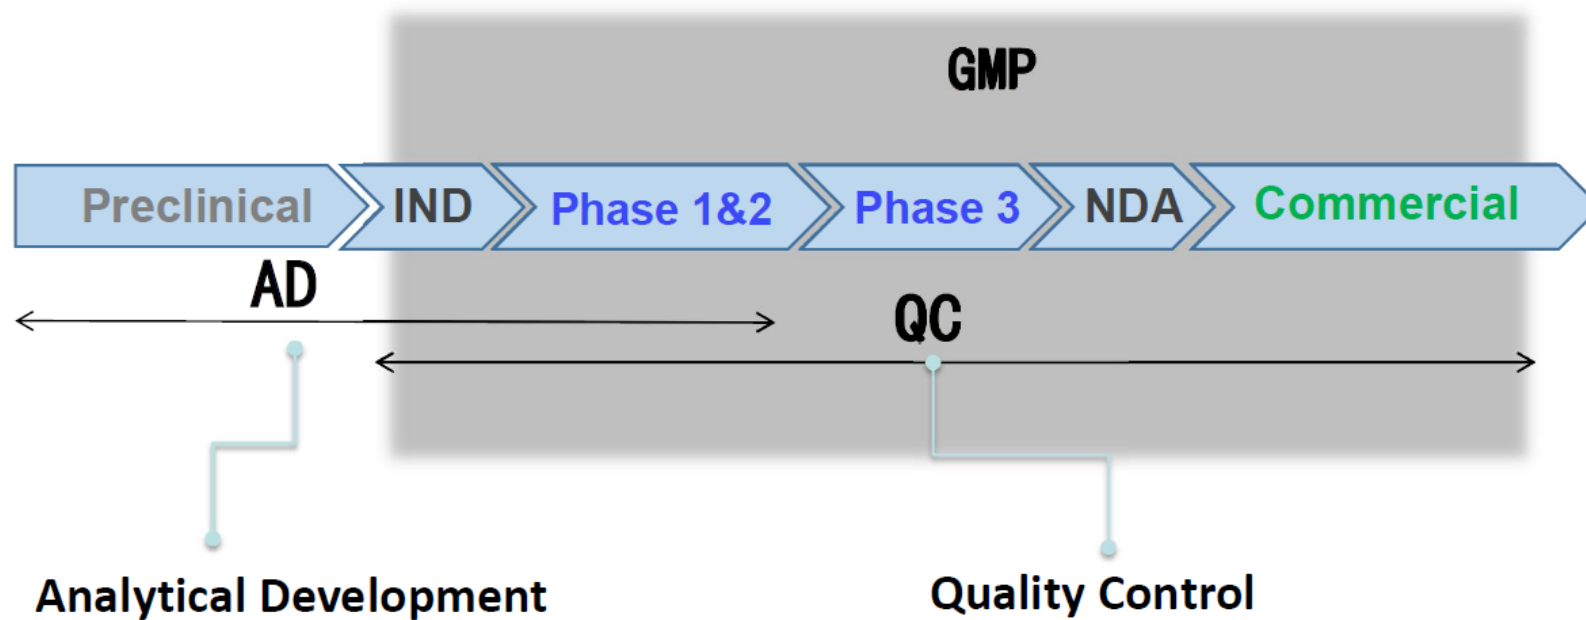 GMP
Preclinical IND Phase 1&2 Phase 3 NDA Commercial
AD
QC
Analytical Development
Quality Control